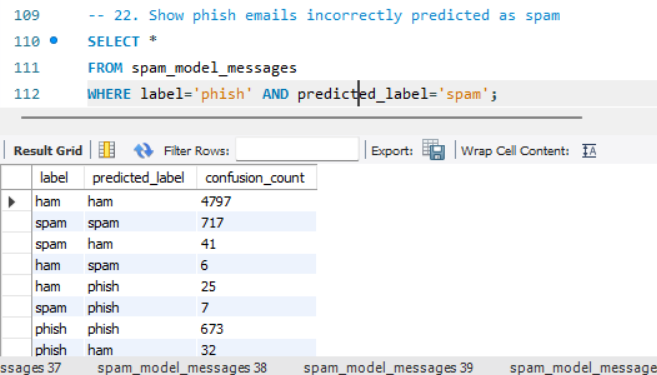 109 -- 22. Show phish emails incorrectly predicted as spam
110 SELECT *
111 FROM spam_model_messages
112 WHERE label='phish' AND predicted_label='spam';
Result Grid Filter Rows: Export: Wrap Cell Content: IA
label predicted_label confusion_count
ham ham 4797
spam spam 717
spam ham 41
ham spam 6
ham phish 25
spam phish 7
phish phish 673
phish ham 32
ssages 37 spam_model_messages 38 spam_model_messages 39 spam_model_message